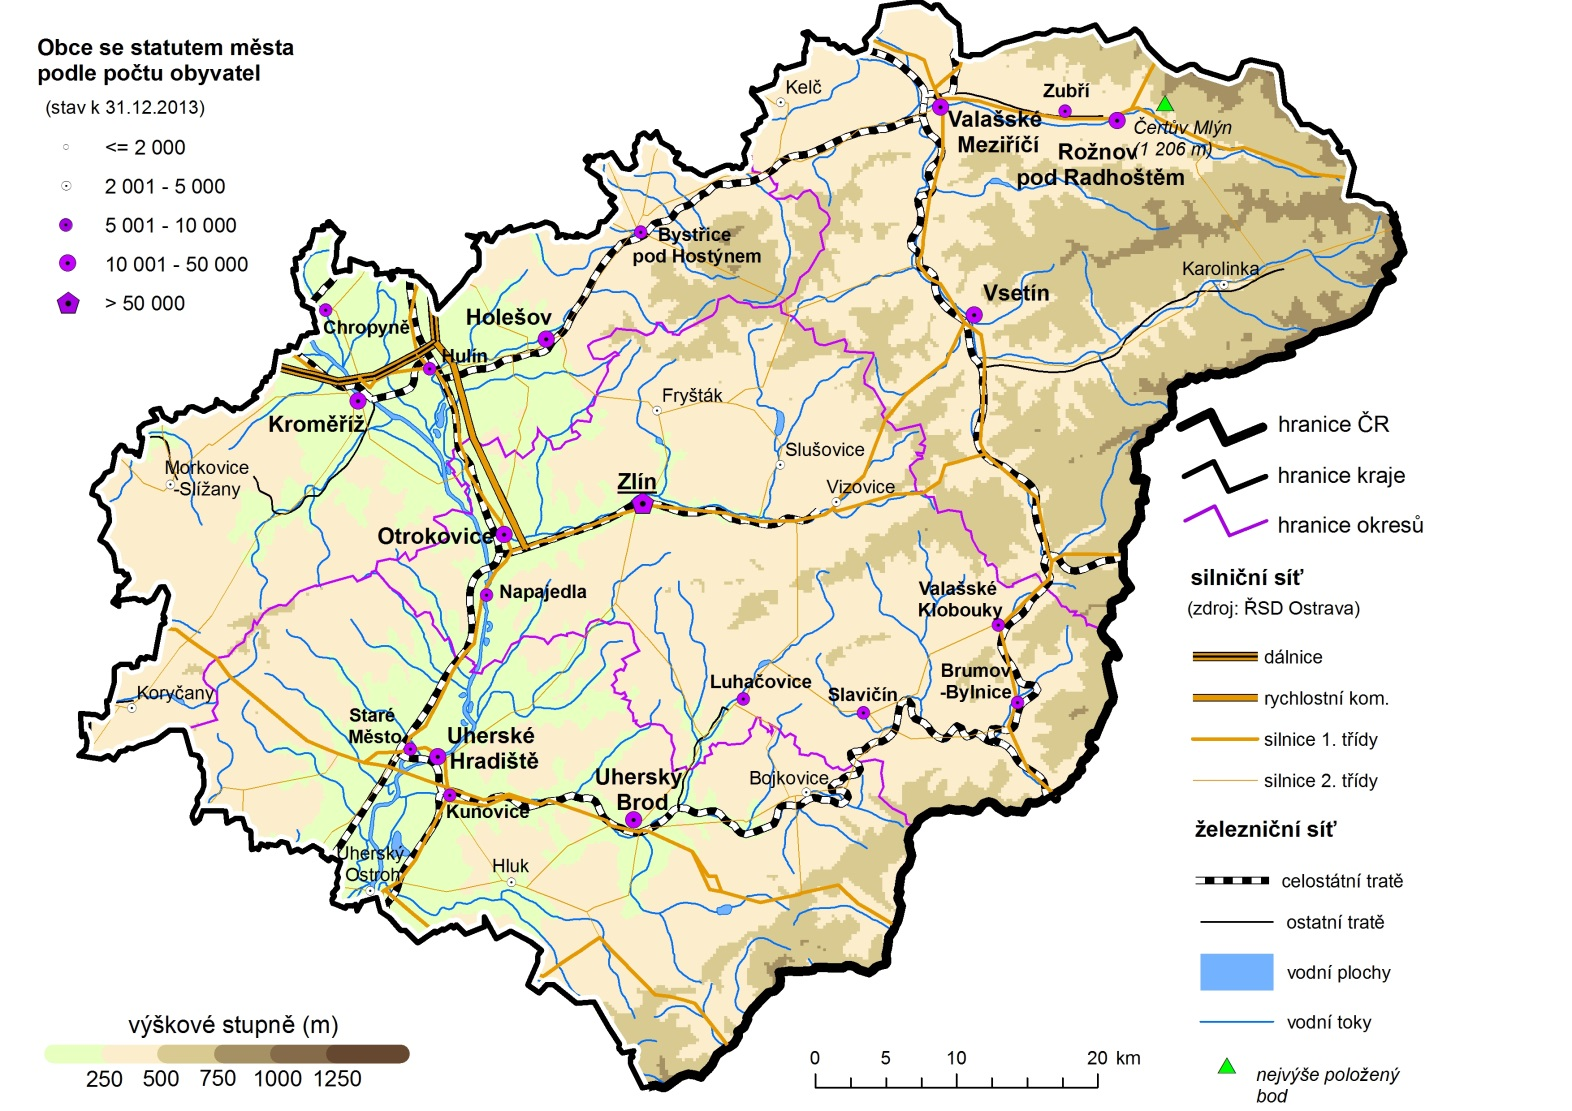 Obce se statutem města
podle počtu obyvatel
(stav k 31.12.2013)
<= 2 000
2 001 - 5 000
5 001 - 10 000
10 001 - 50 000
> 50 000
Kelč
Zubří
Valašské
Meziříčí
Čertův Mlýn
(1 206 m)
Rožnov
pod Radhoštěm
Bystřice
pod Hostýnem
Karolinka
Vsetín
Chropyně
Holešov
Hulín
Kroměříž
Fryšták
Slušovice
Morkovice
-Slížany
Zlín
Vizovice
Otrokovice
Napajedla
Valašské
Klobouky
Brumov
-Bylnice
Koryčany
Luhačovice
Slavičín
Staré
Město
Uherské
Hradiště
Uherský
Brod
Bojkovice
Kunovice
Uherský
Ostroh
Hluk
hranice ČR
hranice kraje
hranice okresů
silniční síť
(zdroj: ŘSD Ostrava)
dálnice
rychlostní kom.
silnice 1. třídy
silnice 2. třídy
železniční síť
celostátní tratě
ostatní tratě
vodní plochy
vodní toky
nejvýše položený
bod
výškové stupně (m)
250 500 750 1000 1250
0 5 10 20 km